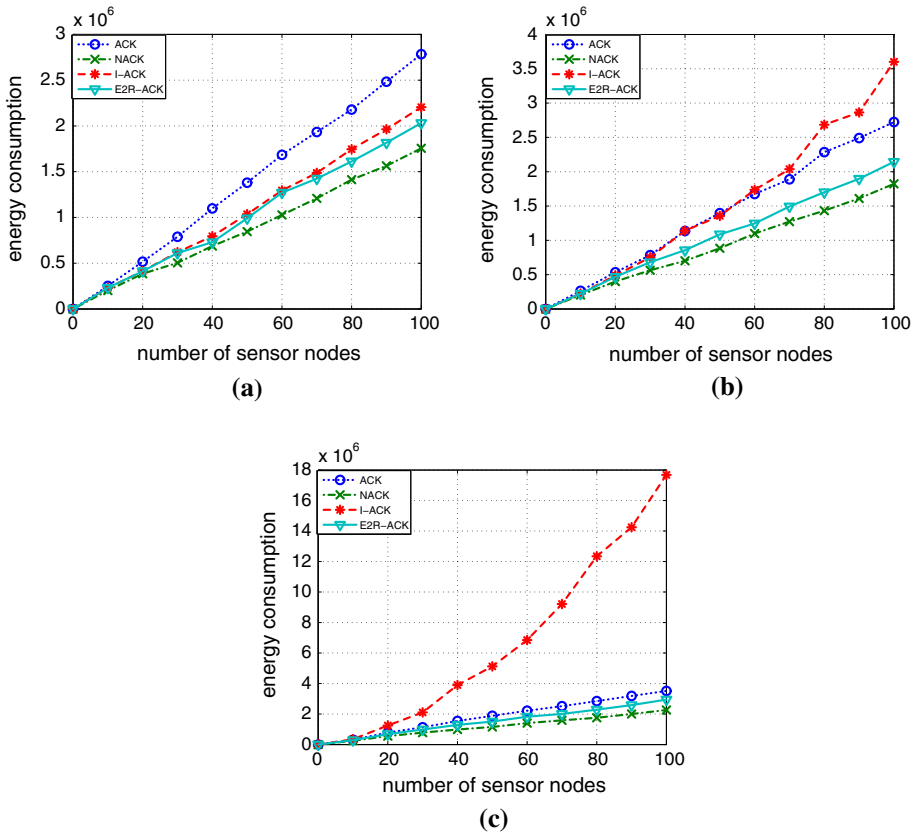 x 10^6
3
2.5
2
1.5
1
0.5
0
energy consumption
ACK
NACK
I-ACK
E2R-ACK
0 20 40 60 80 100
number of sensor nodes
(a)
x 10^6
4
3.5
3
2.5
2
1.5
1
0.5
0
energy consumption
ACK
NACK
I-ACK
E2R-ACK
0 20 40 60 80 100
number of sensor nodes
(b)
x 10^6
18
16
14
12
10
8
6
4
2
0
energy consumption
ACK
NACK
I-ACK
E2R-ACK
0 20 40 60 80 100
number of sensor nodes
(c)